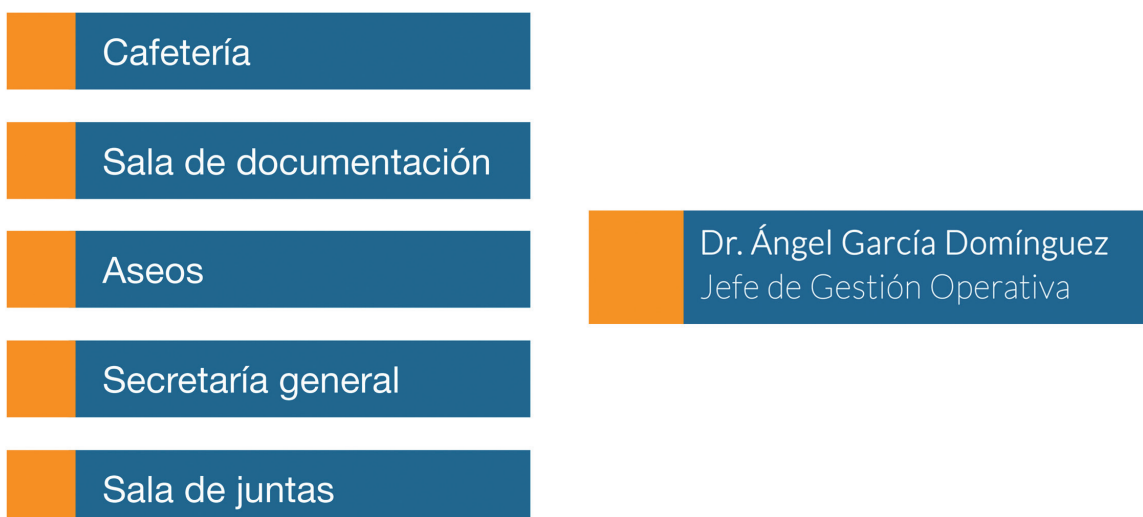 Cafetería
Sala de documentación
Aseos
Secretaría general
Sala de juntas
Dr. Ángel García Domínguez
Jefe de Gestión Operativa